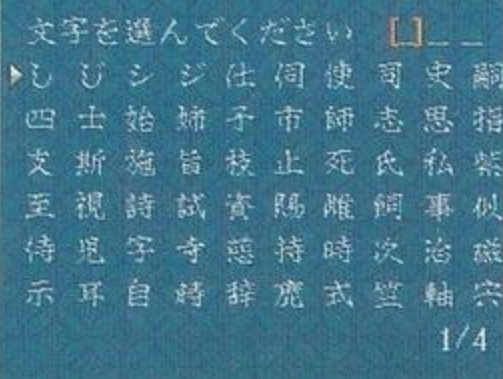 文字を選んでください [_]_ _
し じ シ ジ 仕 伺 使 司 史 嗣
四 士 始 姉 子 市 師 志 思 指
支 斯 施 旨 枝 止 死 氏 私 紫
至 視 詩 試 資 賜 雌 飼 事 似
侍 児 字 寺 慈 持 時 次 治 磁
示 耳 自 蒔 辞 鹿 式 竺 軸 宍
1/4